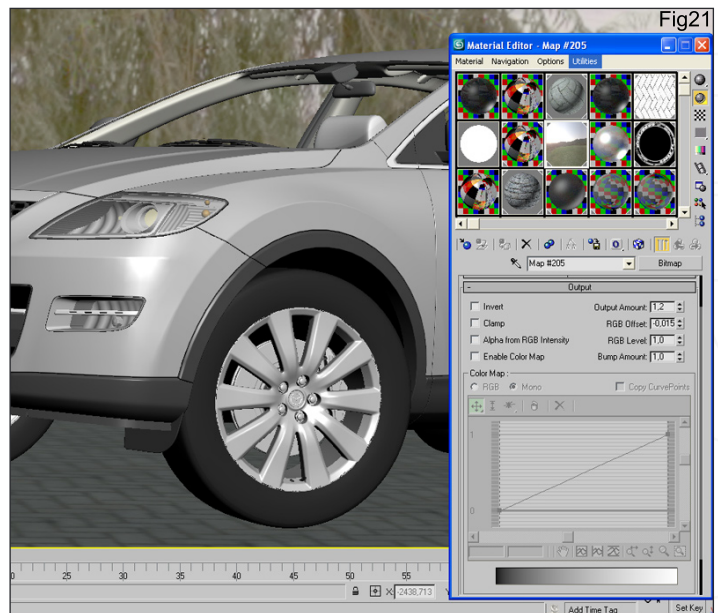 Fig21
Material Editor - Map #205
Material Navigation Options Utilities
Map #205 Bitmap
- Output
Invert Output Amount: 1,2
Clamp RGB Offset: -0,015
Alpha from RGB Intensity RGB Level: 1,0
Enable Color Map Bump Amount: 1,0
Color Map :
RGB Mono Copy CurvePoints
1
0
0 25 30 35 40 45 50 55
X: -2438,713
Add Time Tag Set Key